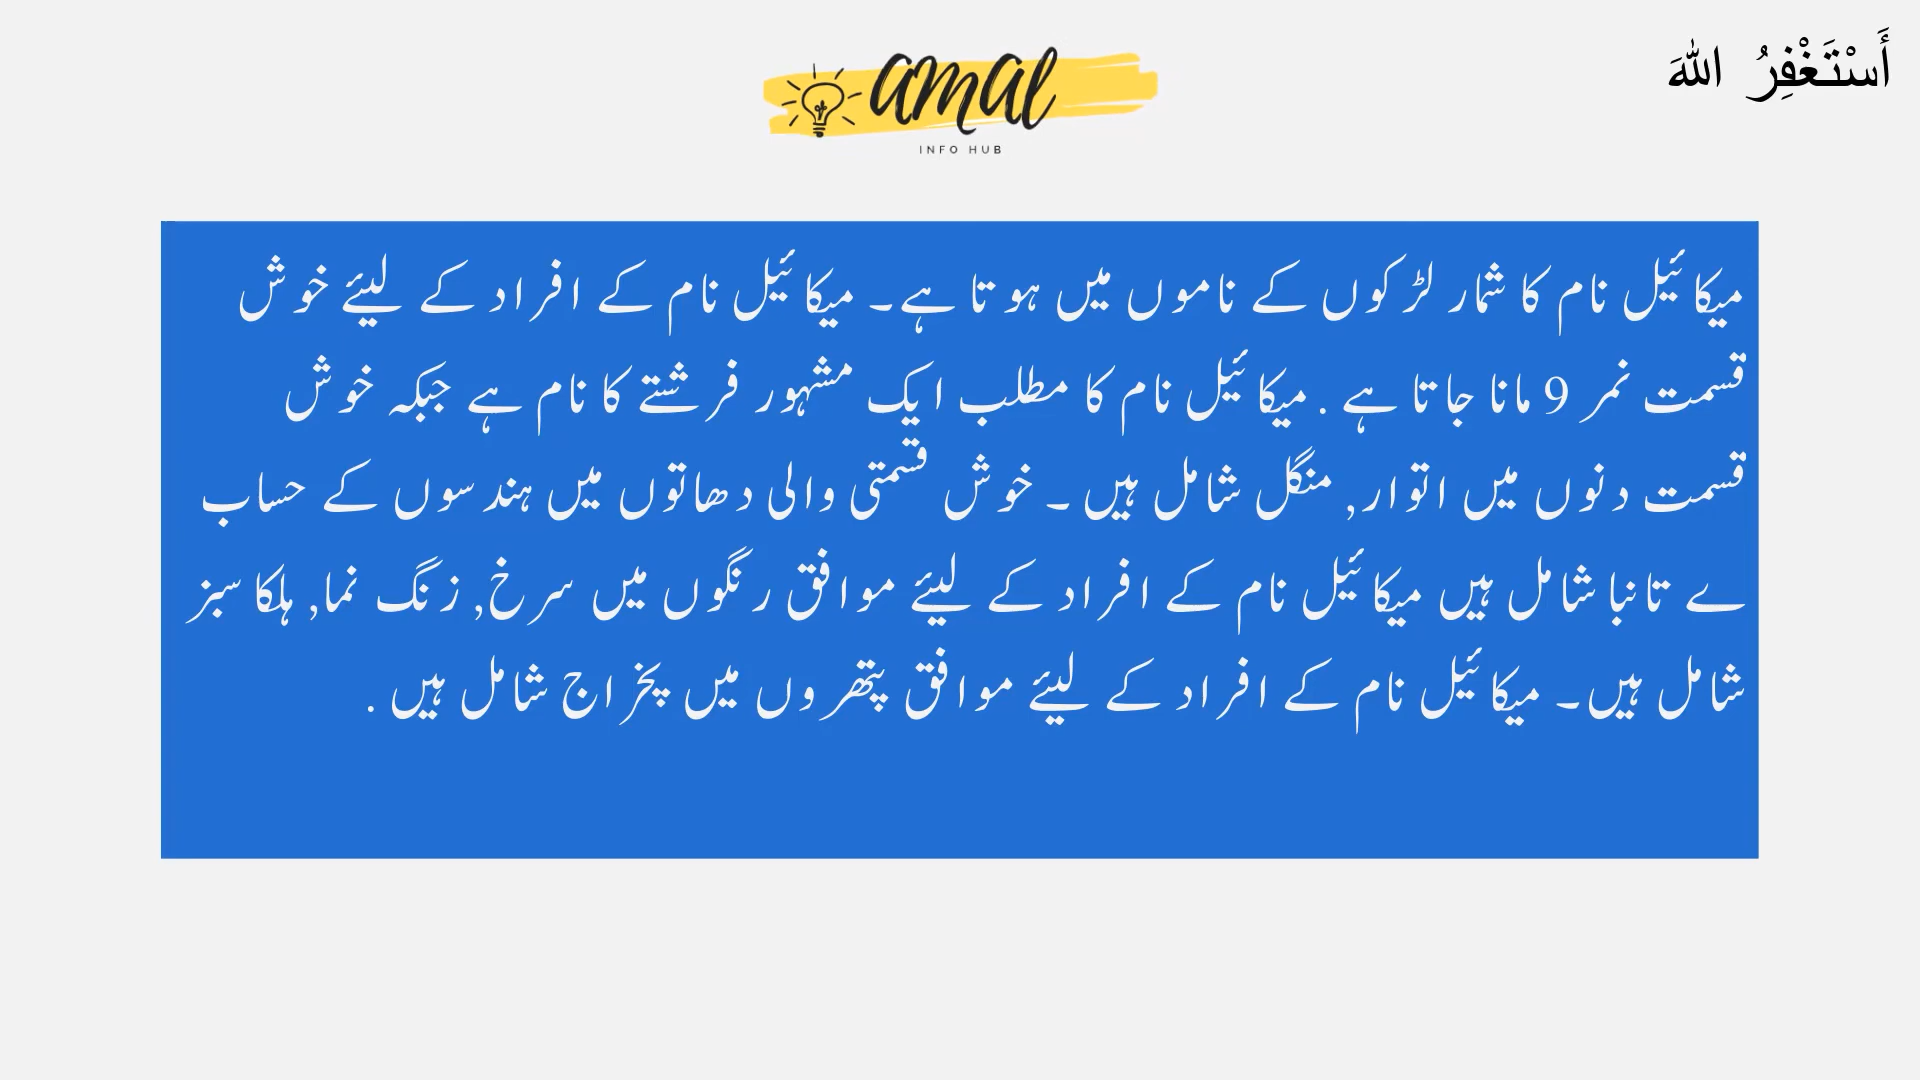 أَسْتَغْفِرُ اللهَ
amal
INFO HUB
میکائیل نام کا شمار لڑکوں کے ناموں میں ہوتا ہے۔ میکائیل نام کے افراد کے لیئے خوش
قسمت نمر 9 مانا جاتا ہے . میکائیل نام کا مطلب ایک مشہور فرشتے کا نام ہے جبکہ خوش
قسمت دنوں میں اتوار, منگل شامل ہیں ۔ خوش قسمتی والی دھاتوں میں ہندسوں کے حساب
ے تانبا شامل ہیں میکائیل نام کے افراد کے لیئے موافق رنگوں میں سرخ, زنگ نما, ہلکا سبز
شامل ہیں۔ میکائیل نام کے افراد کے لیئے موافق پتھروں میں پخراج شامل ہیں .